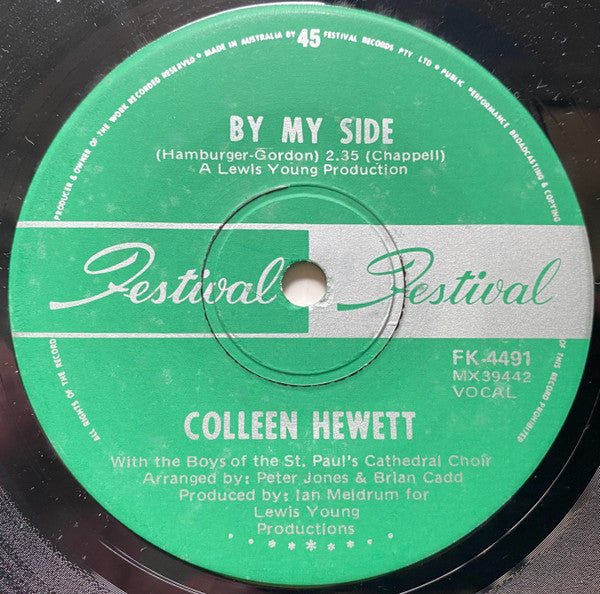 PRODUCER & OWNER OF THE WORK RECORDED RESERVED ● MADE IN AUSTRALIA BY 45 FESTIVAL RECORDS PTY LTD ● PUBLIC PERFORMANCE BROADCASTING & COPYING
BY MY SIDE
(Hamburger-Gordon) 2.35 (Chappell)
A Lewis Young Production
Festival Festival
FK-4491
MX39442
VOCAL
ALL RIGHTS OF THE RECORD
OF THIS RECORD PROHIBITED
COLLEEN HEWETT
With the Boys of the St. Paul's Cathedral Choir
Arranged by: Peter Jones & Brian Cadd
Produced by: Ian Meldrum for
Lewis Young
Productions